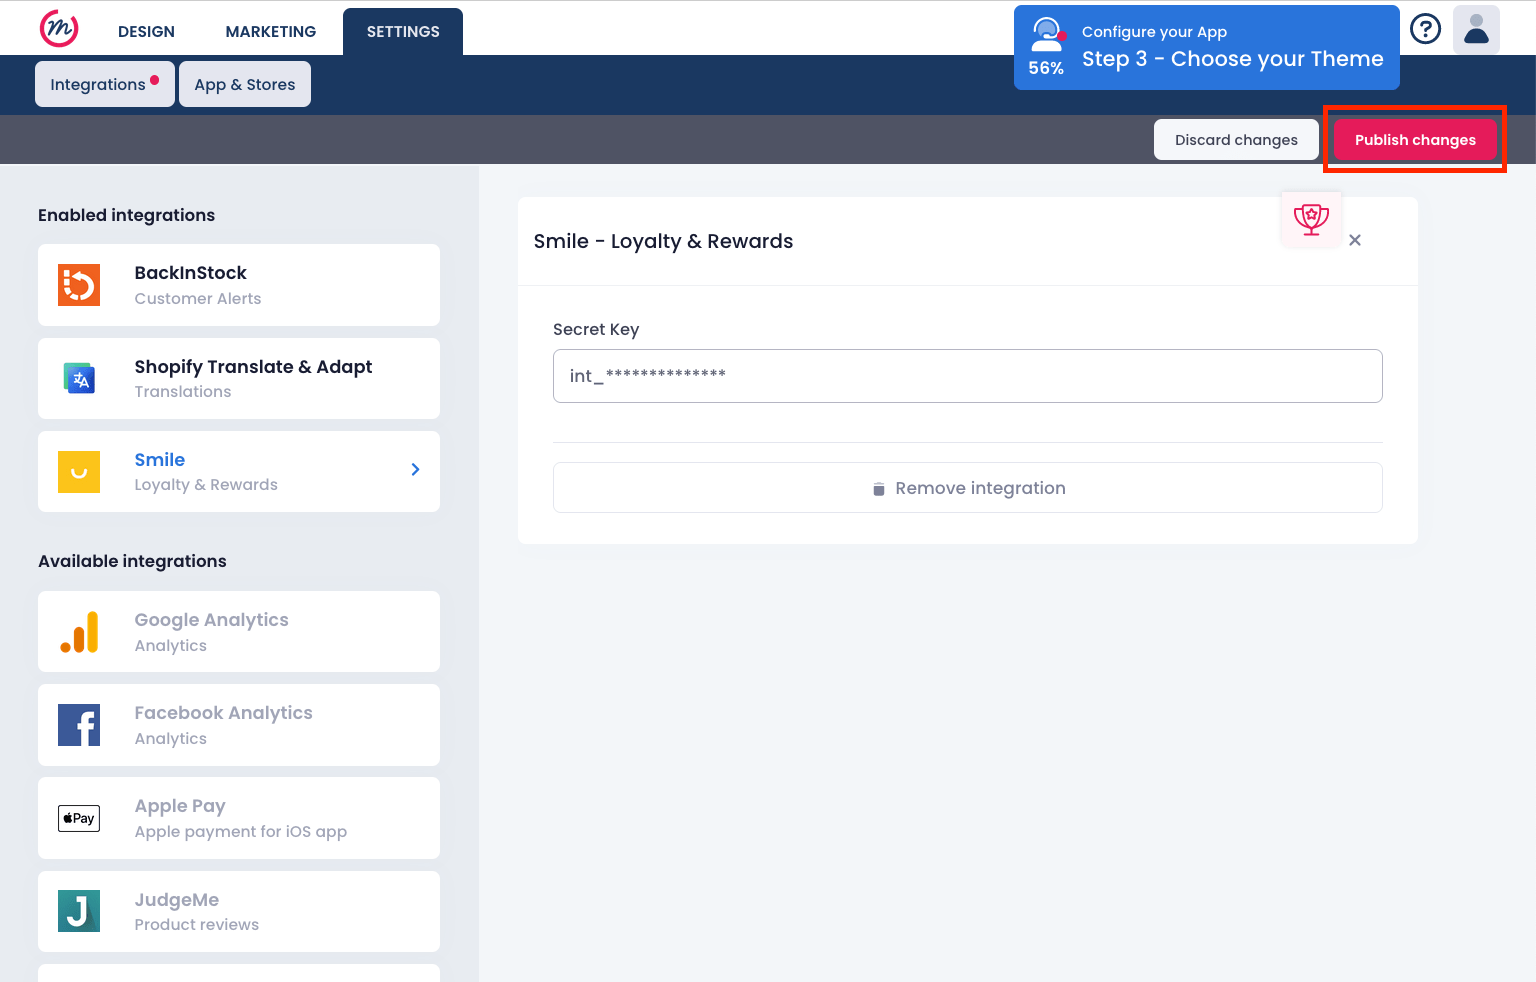 m
DESIGN
MARKETING
SETTINGS
56%
Configure your App
Step 3 - Choose your Theme
?
Integrations
App & Stores
Discard changes
Publish changes
Enabled integrations
BackInStock
Customer Alerts
Shopify Translate & Adapt
Translations
Smile
Loyalty & Rewards
Available integrations
Google Analytics
Analytics
f
Facebook Analytics
Analytics
Pay
Apple Pay
Apple payment for iOS app
J
JudgeMe
Product reviews
Smile - Loyalty & Rewards
Secret Key
int_**************
Remove integration